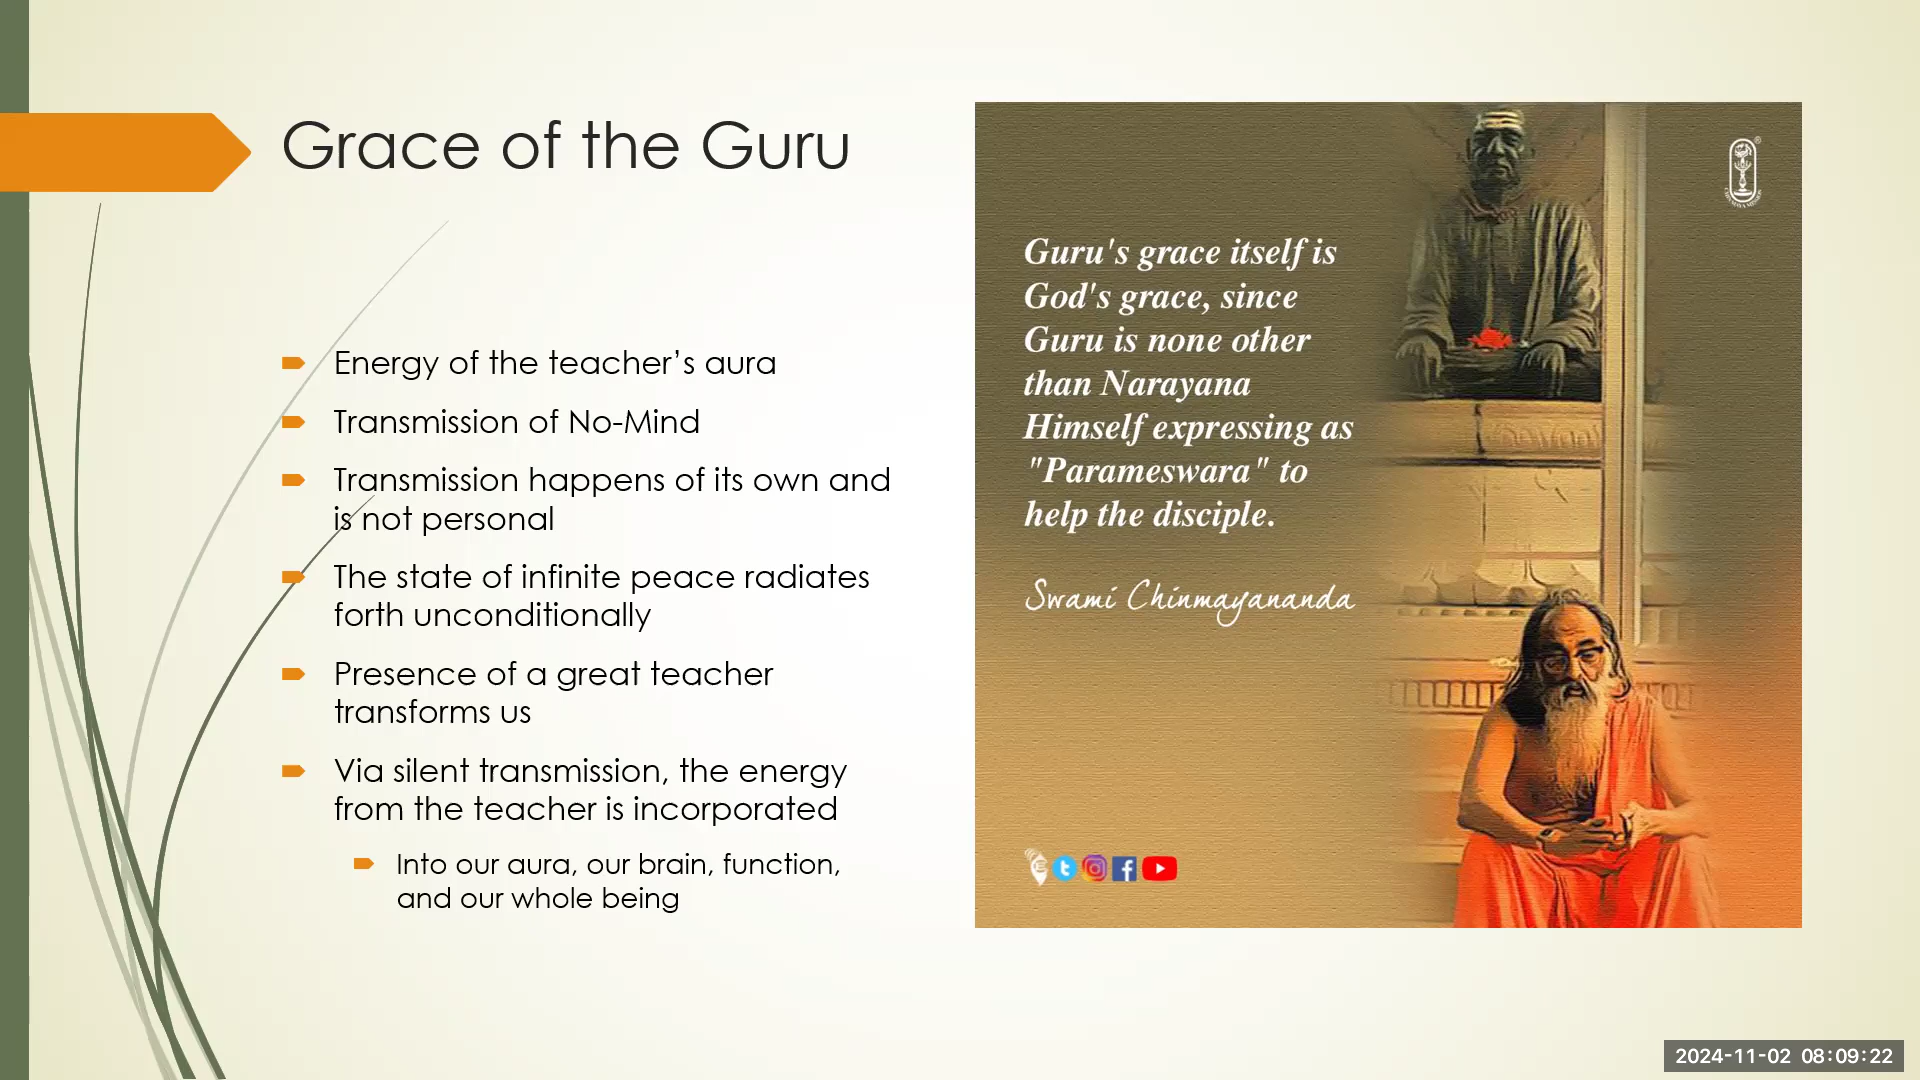 Grace of the Guru
Energy of the teacher’s aura
Transmission of No-Mind
Transmission happens of its own and
is not personal
The state of infinite peace radiates
forth unconditionally
Presence of a great teacher
transforms us
Via silent transmission, the energy
from the teacher is incorporated
Into our aura, our brain, function,
and our whole being
Guru's grace itself is
God's grace, since
Guru is none other
than Narayana
Himself expressing as
"Parameswara" to
help the disciple.
Swami Chinmayananda
2024-11-02 08:09:22